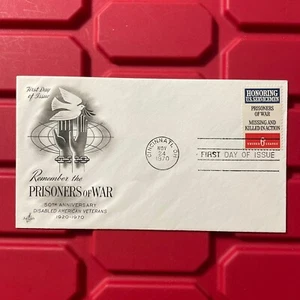 First Day
of Issue
Remember the
PRISONERS OF WAR
50TH ANNIVERSARY
DISABLED AMERICAN VETERANS
1920-1970
CINCINNATI, OH
NOV
24
1970
FIRST DAY OF ISSUE
HONORING
U.S. SERVICEMEN
PRISONERS
OF WAR
MISSING AND
KILLED IN ACTION